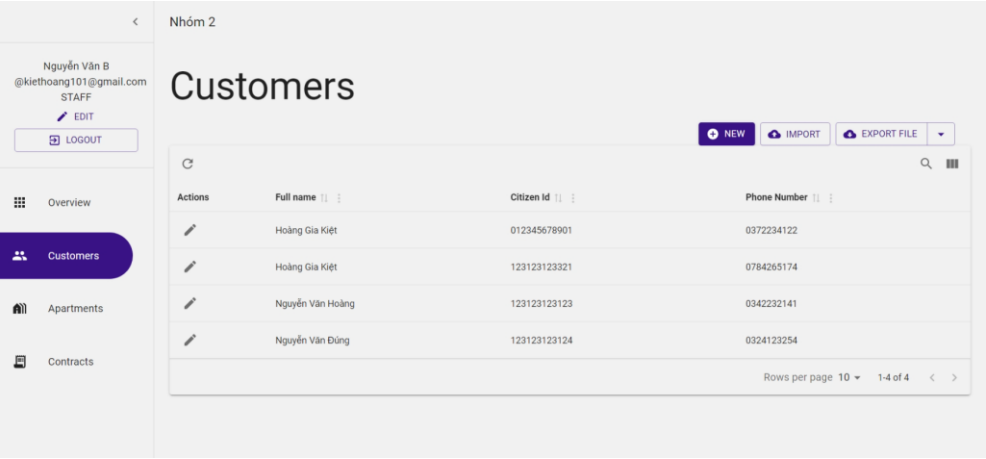 Nhóm 2
Nguyễn Văn B
@kiethoang101@gmail.com
STAFF
EDIT
LOGOUT
Overview
Customers
Apartments
Contracts
Customers
NEW IMPORT EXPORT FILE
Actions Full name Citizen Id Phone Number
Hoàng Gia Kiệt 012345678901 0372234122
Hoàng Gia Kiệt 123123123321 0784265174
Nguyễn Văn Hoàng 123123123123 0342232141
Nguyễn Văn Đúng 123123123124 0324123254
Rows per page 10 1-4 of 4